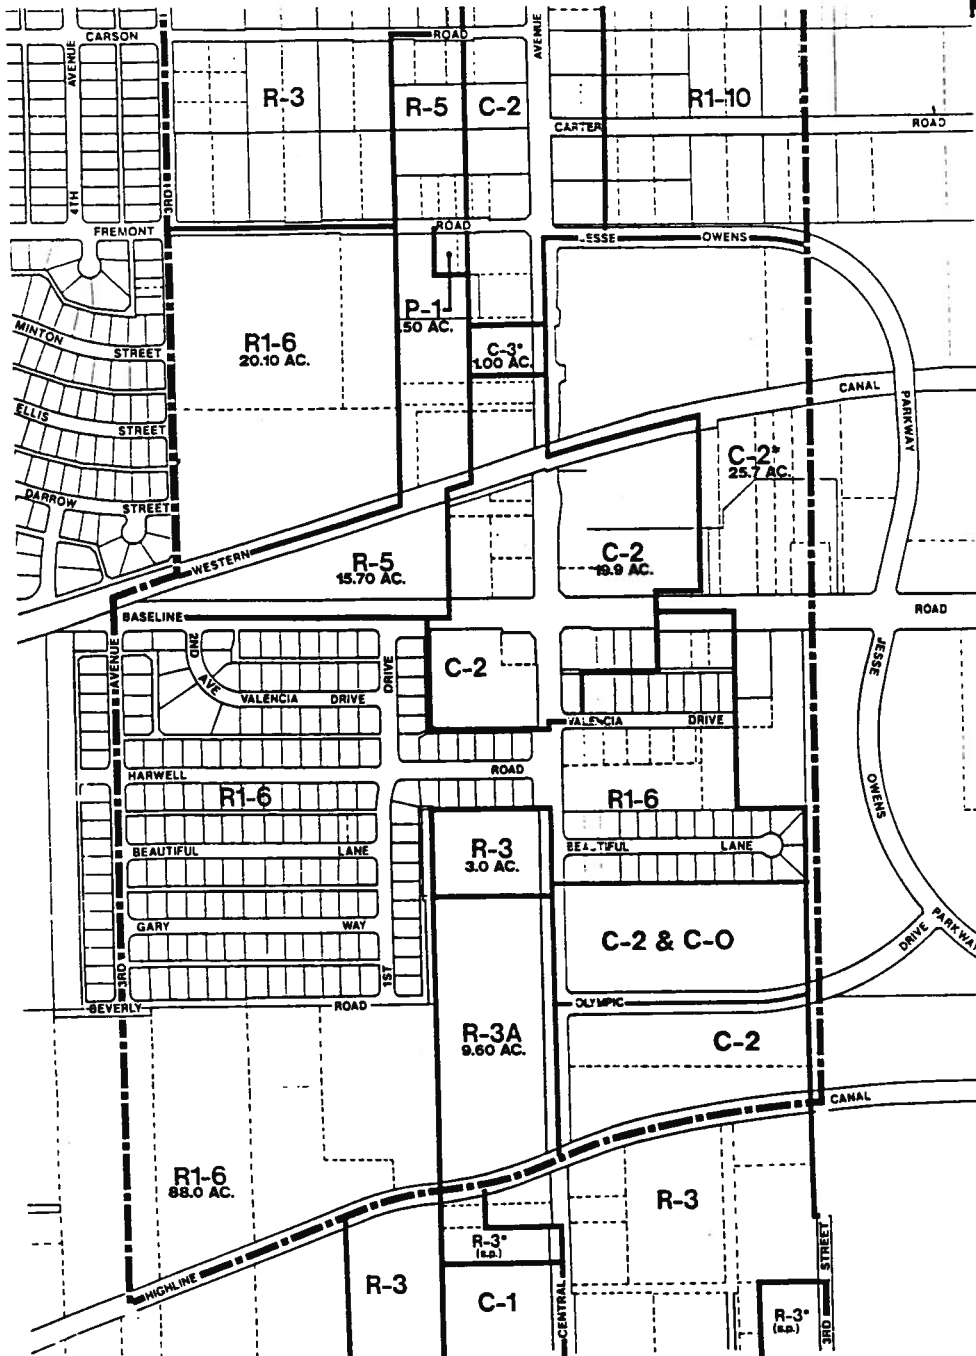 CARSON
ROAD
AVENUE
AVENUE
R-3
R-5
C-2
R1-10
CARTER
ROAD
4TH
3RD
FREMONT
ROAD
JESSE
OWENS
P-1
.50 AC.
R1-6
20.10 AC.
C-3*
1.00 AC.
MINTON
STREET
CANAL
PARKWAY
ELLIS
STREET
C-2*
25.7 AC.
DARROW
STREET
WESTERN
R-5
15.70 AC.
C-2
19.9 AC.
BASELINE
ROAD
AVENUE
2ND
AVE
DRIVE
C-2
JESSE
VALENCIA
DRIVE
VALENCIA
DRIVE
HARWELL
ROAD
R1-6
R1-6
OWENS
BEAUTIFUL
LANE
R-3
3.0 AC.
BEAUTIFUL
LANE
GARY
WAY
C-2 & C-O
DRIVE
PARKWAY
3RD
1ST
BEVERLY
ROAD
OLYMPIC
R-3A
9.60 AC.
C-2
CANAL
R1-6
88.0 AC.
R-3
R-3*
(s.p.)
STREET
HIGHLINE
R-3
C-1
CENTRAL
R-3*
(s.p.)
3RD